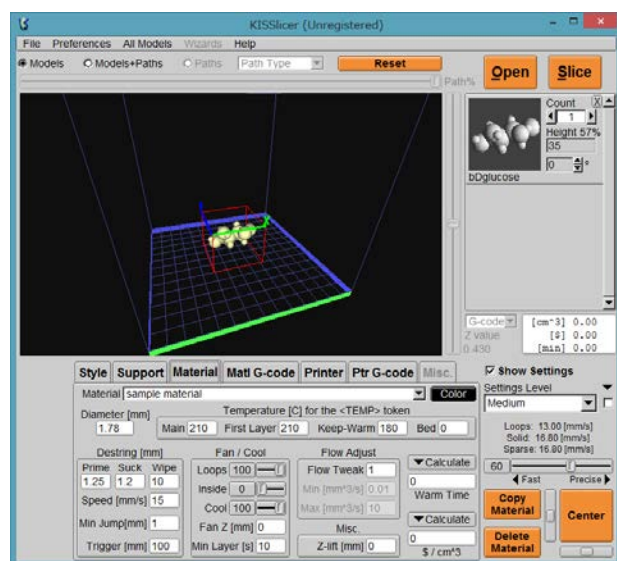 KISSlicer (Unregistered)
File Preferences All Models Wizards Help
Models Models+Paths Paths Path Type Reset
Path%
Open Slice
Count X
1
Height 57%
35
0 °
bDglucose
G-code
Z value
0.430
[cm^3] 0.00
[$] 0.00
[min] 0.00
Style Support Material Matl G-code Printer Ptr G-code Misc.
Show Settings
Material sample material Color
Settings Level
Medium
Diameter [mm]
1.78
Temperature [C] for the <TEMP> token
Main 210 First Layer 210 Keep-Warm 180 Bed 0
Loops: 13.00 [mm/s]
Solid: 16.80 [mm/s]
Sparse: 16.80 [mm/s]
60
Fast Precise
Destring [mm]
Prime Suck Wipe
1.25 1.2 10
Speed [mm/s] 15
Min Jump[mm] 1
Trigger [mm] 100
Fan / Cool
Loops 100
Inside 0
Cool 100
Fan Z [mm] 0
Min Layer [s] 10
Flow Adjust
Flow Tweak 1
Min [mm^3/s] 0.01
Max [mm^3/s] 10
Misc.
Z-lift [mm] 0
Calculate
0
Warm Time
Calculate
0
$ / cm^3
Copy
Material
Delete
Material
Center